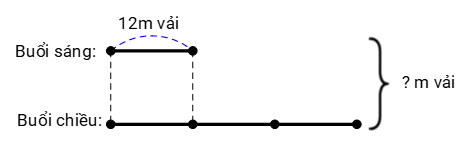 12m vải
Buổi sáng:
? m vải
Buổi chiều: